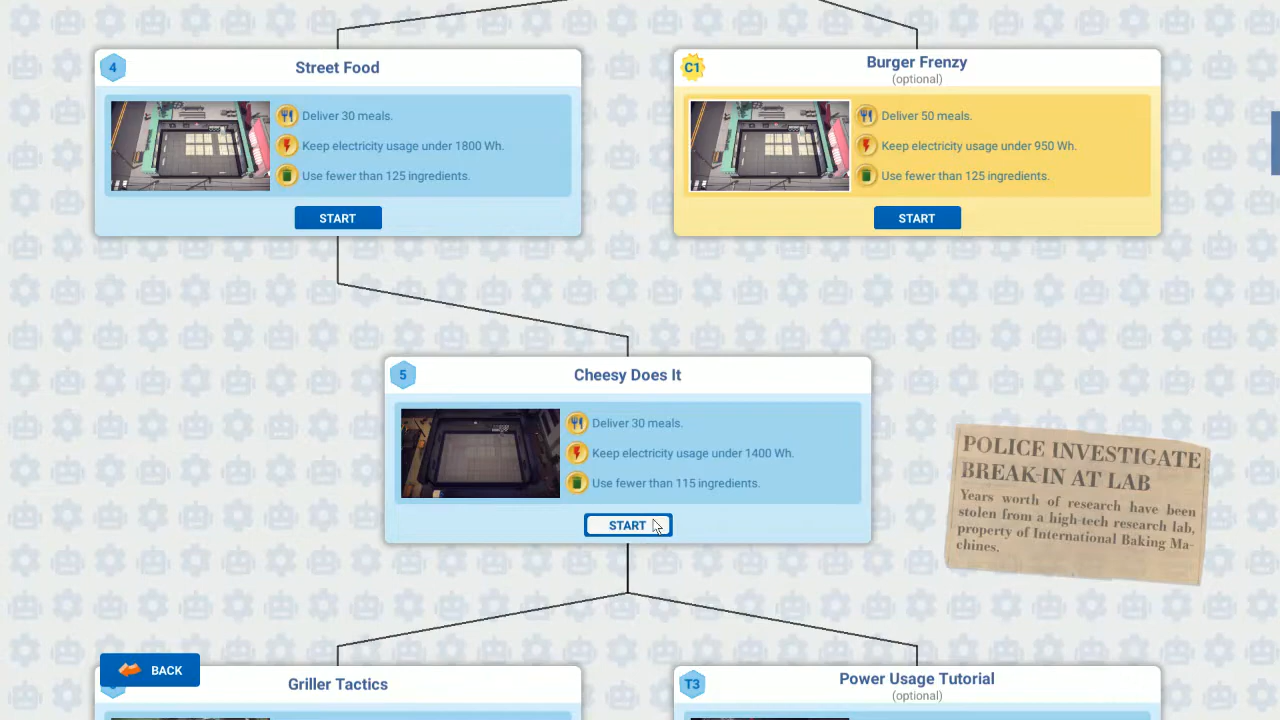 4
Street Food
Deliver 30 meals.
Keep electricity usage under 1800 Wh.
Use fewer than 125 ingredients.
START
C1
Burger Frenzy
(optional)
Deliver 50 meals.
Keep electricity usage under 950 Wh.
Use fewer than 125 ingredients.
START
5
Cheesy Does It
Deliver 30 meals.
Keep electricity usage under 1400 Wh.
Use fewer than 115 ingredients.
START
POLICE INVESTIGATE
BREAK-IN AT LAB
Years worth of research have been
stolen from a high-tech research lab,
property of International Baking Ma-
chines.
BACK
Griller Tactics
T3
Power Usage Tutorial
(optional)